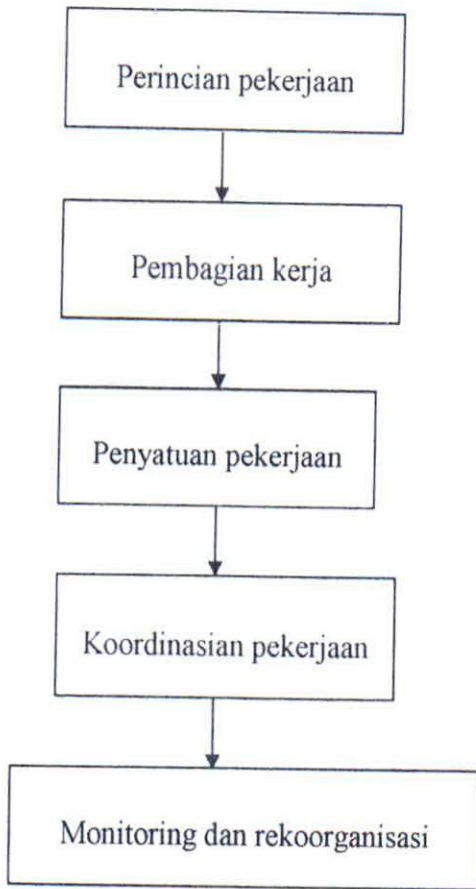 Perincian pekerjaan
Pembagian kerja
Penyatuan pekerjaan
Koordinasian pekerjaan
Monitoring dan rekoorganisasi